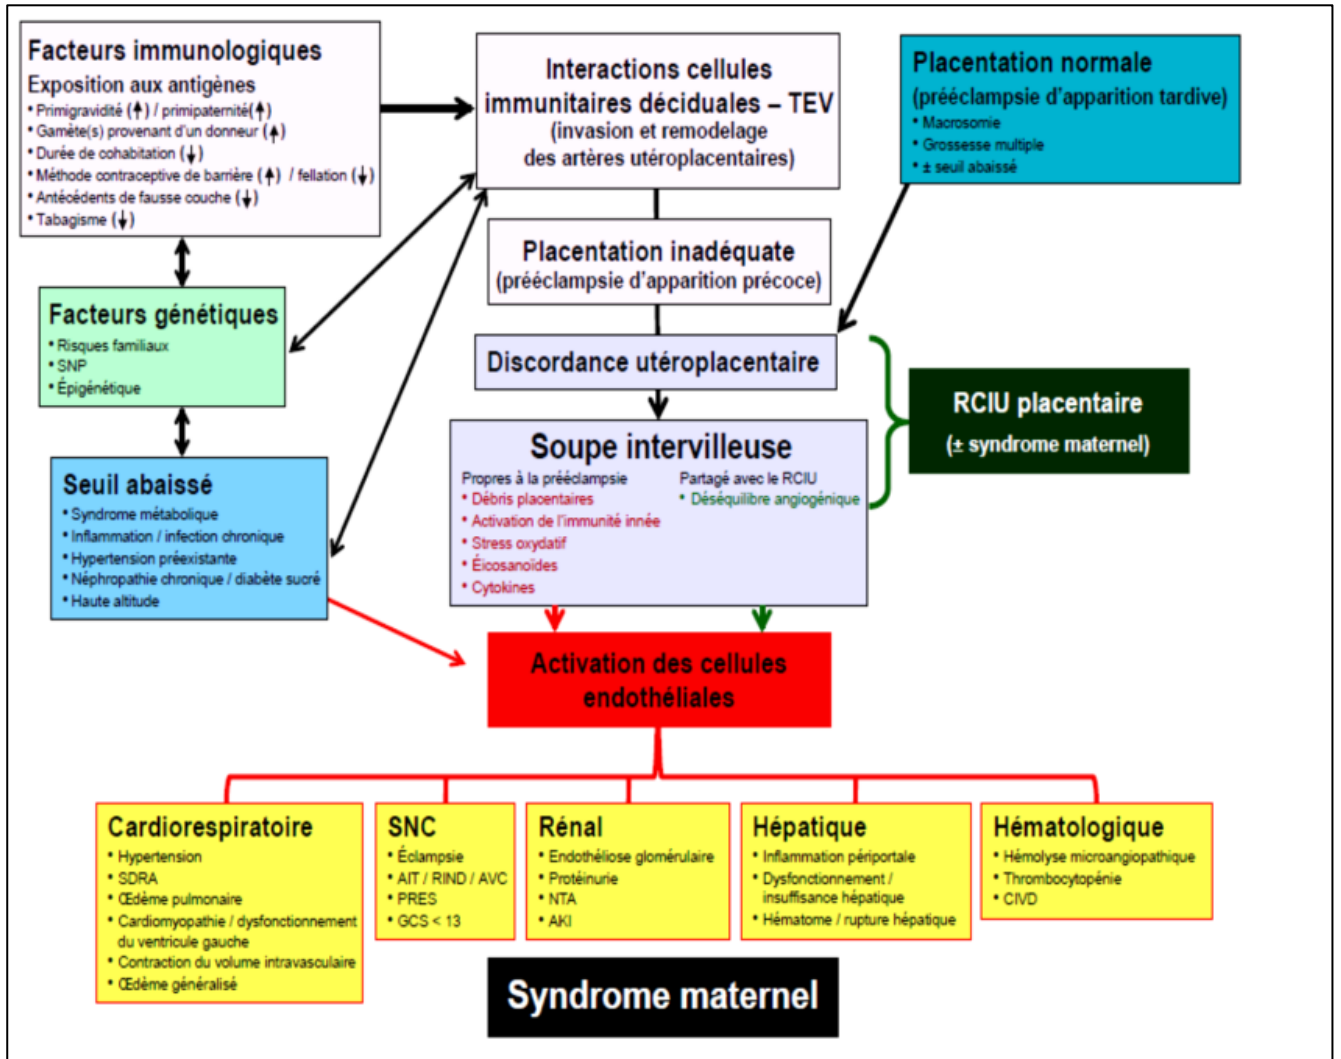 Facteurs immunologiques
Exposition aux antigènes
• Primigravidité (↑) / primipaternité(↑)
• Gamète(s) provenant d'un donneur (↑)
• Durée de cohabitation (↓)
• Méthode contraceptive de barrière (↑) / fellation (↓)
• Antécédents de fausse couche (↓)
• Tabagisme (↓)
Interactions cellules
immunitaires déciduales – TEV
(invasion et remodelage
des artères utéroplacentaires)
Placentation normale
(prééclampsie d'apparition tardive)
• Macrosomie
• Grossesse multiple
• ± seuil abaissé
Placentation inadéquate
(prééclampsie d'apparition précoce)
Facteurs génétiques
• Risques familiaux
• SNP
• Épigénétique
Discordance utéroplacentaire
RCIU placentaire
(± syndrome maternel)
Seuil abaissé
• Syndrome métabolique
• Inflammation / infection chronique
• Hypertension préexistante
• Néphropathie chronique / diabète sucré
• Haute altitude
Soupe intervilleuse
Propres à la prééclampsie
• Débris placentaires
• Activation de l'immunité innée
• Stress oxydatif
• Éicosanoïdes
• Cytokines
Partagé avec le RCIU
• Déséquilibre angiogénique
Activation des cellules
endothéliales
Cardiorespiratoire
• Hypertension
• SDRA
• Œdème pulmonaire
• Cardiomyopathie / dysfonctionnement
du ventricule gauche
• Contraction du volume intravasculaire
• Œdème généralisé
SNC
• Éclampsie
• AIT / RIND / AVC
• PRES
• GCS < 13
Rénal
• Endothéliose glomérulaire
• Protéinurie
• NTA
• AKI
Hépatique
• Inflammation périportale
• Dysfonctionnement /
insuffisance hépatique
• Hématome / rupture hépatique
Hématologique
• Hémolyse microangiopathique
• Thrombocytopénie
• CIVD
Syndrome maternel